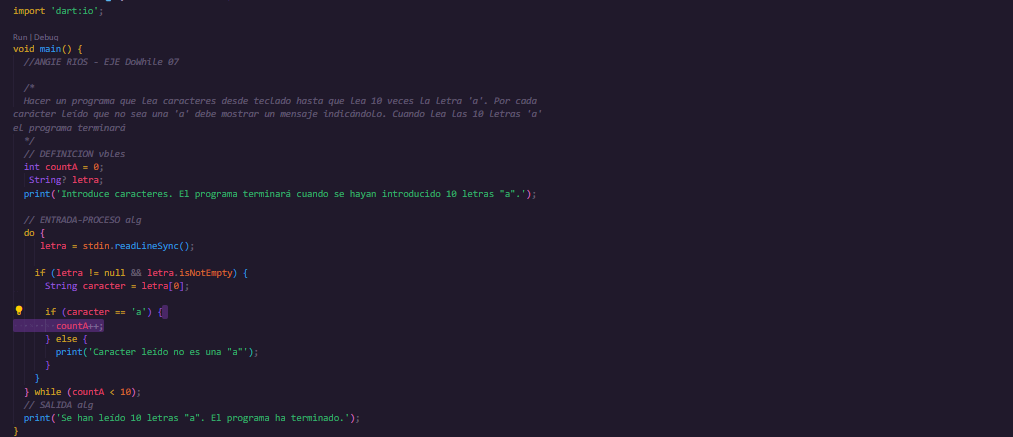 import 'dart:io';
Run | Debug
void main() {
//ANGIE RIOS - EJE DoWhile 07
/*
Hacer un programa que lea caracteres desde teclado hasta que lea 10 veces la letra 'a'. Por cada
carácter leído que no sea una 'a' debe mostrar un mensaje indicándolo. Cuando lea las 10 letras 'a'
el programa terminará
*/
// DEFINICION vbles
int countA = 0;
String? letra;
print('Introduce caracteres. El programa terminará cuando se hayan introducido 10 letras "a".');
// ENTRADA-PROCESO alg
do {
letra = stdin.readLineSync();
if (letra != null && letra.isNotEmpty) {
String caracter = letra[0];
if (caracter == 'a') {
countA++;
} else {
print('Caracter leído no es una "a"');
}
}
} while (countA < 10);
// SALIDA alg
print('Se han leído 10 letras "a". El programa ha terminado.');
}